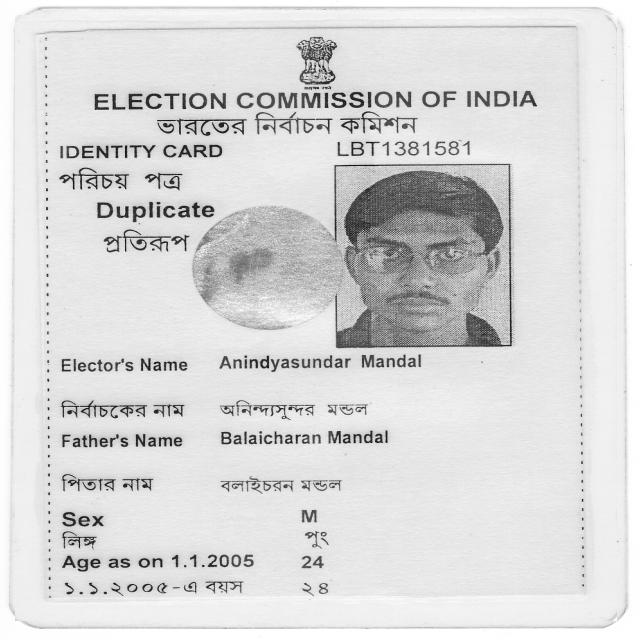 ELECTION COMMISSION OF INDIA
ভারতের নির্বাচন কমিশন
IDENTITY CARD LBT1381581
পরিচয় পত্র
Duplicate
প্রতিরূপ
Elector's Name Anindyasundar Mandal
নির্বাচকের নাম অনিন্দ্যসুন্দর মন্ডল
Father's Name Balaicharan Mandal
পিতার নাম বলাইচরন মন্ডল
Sex M
লিঙ্গ পুং
Age as on 1.1.2005 24
১.১.২০০৫-এ বয়স ২৪